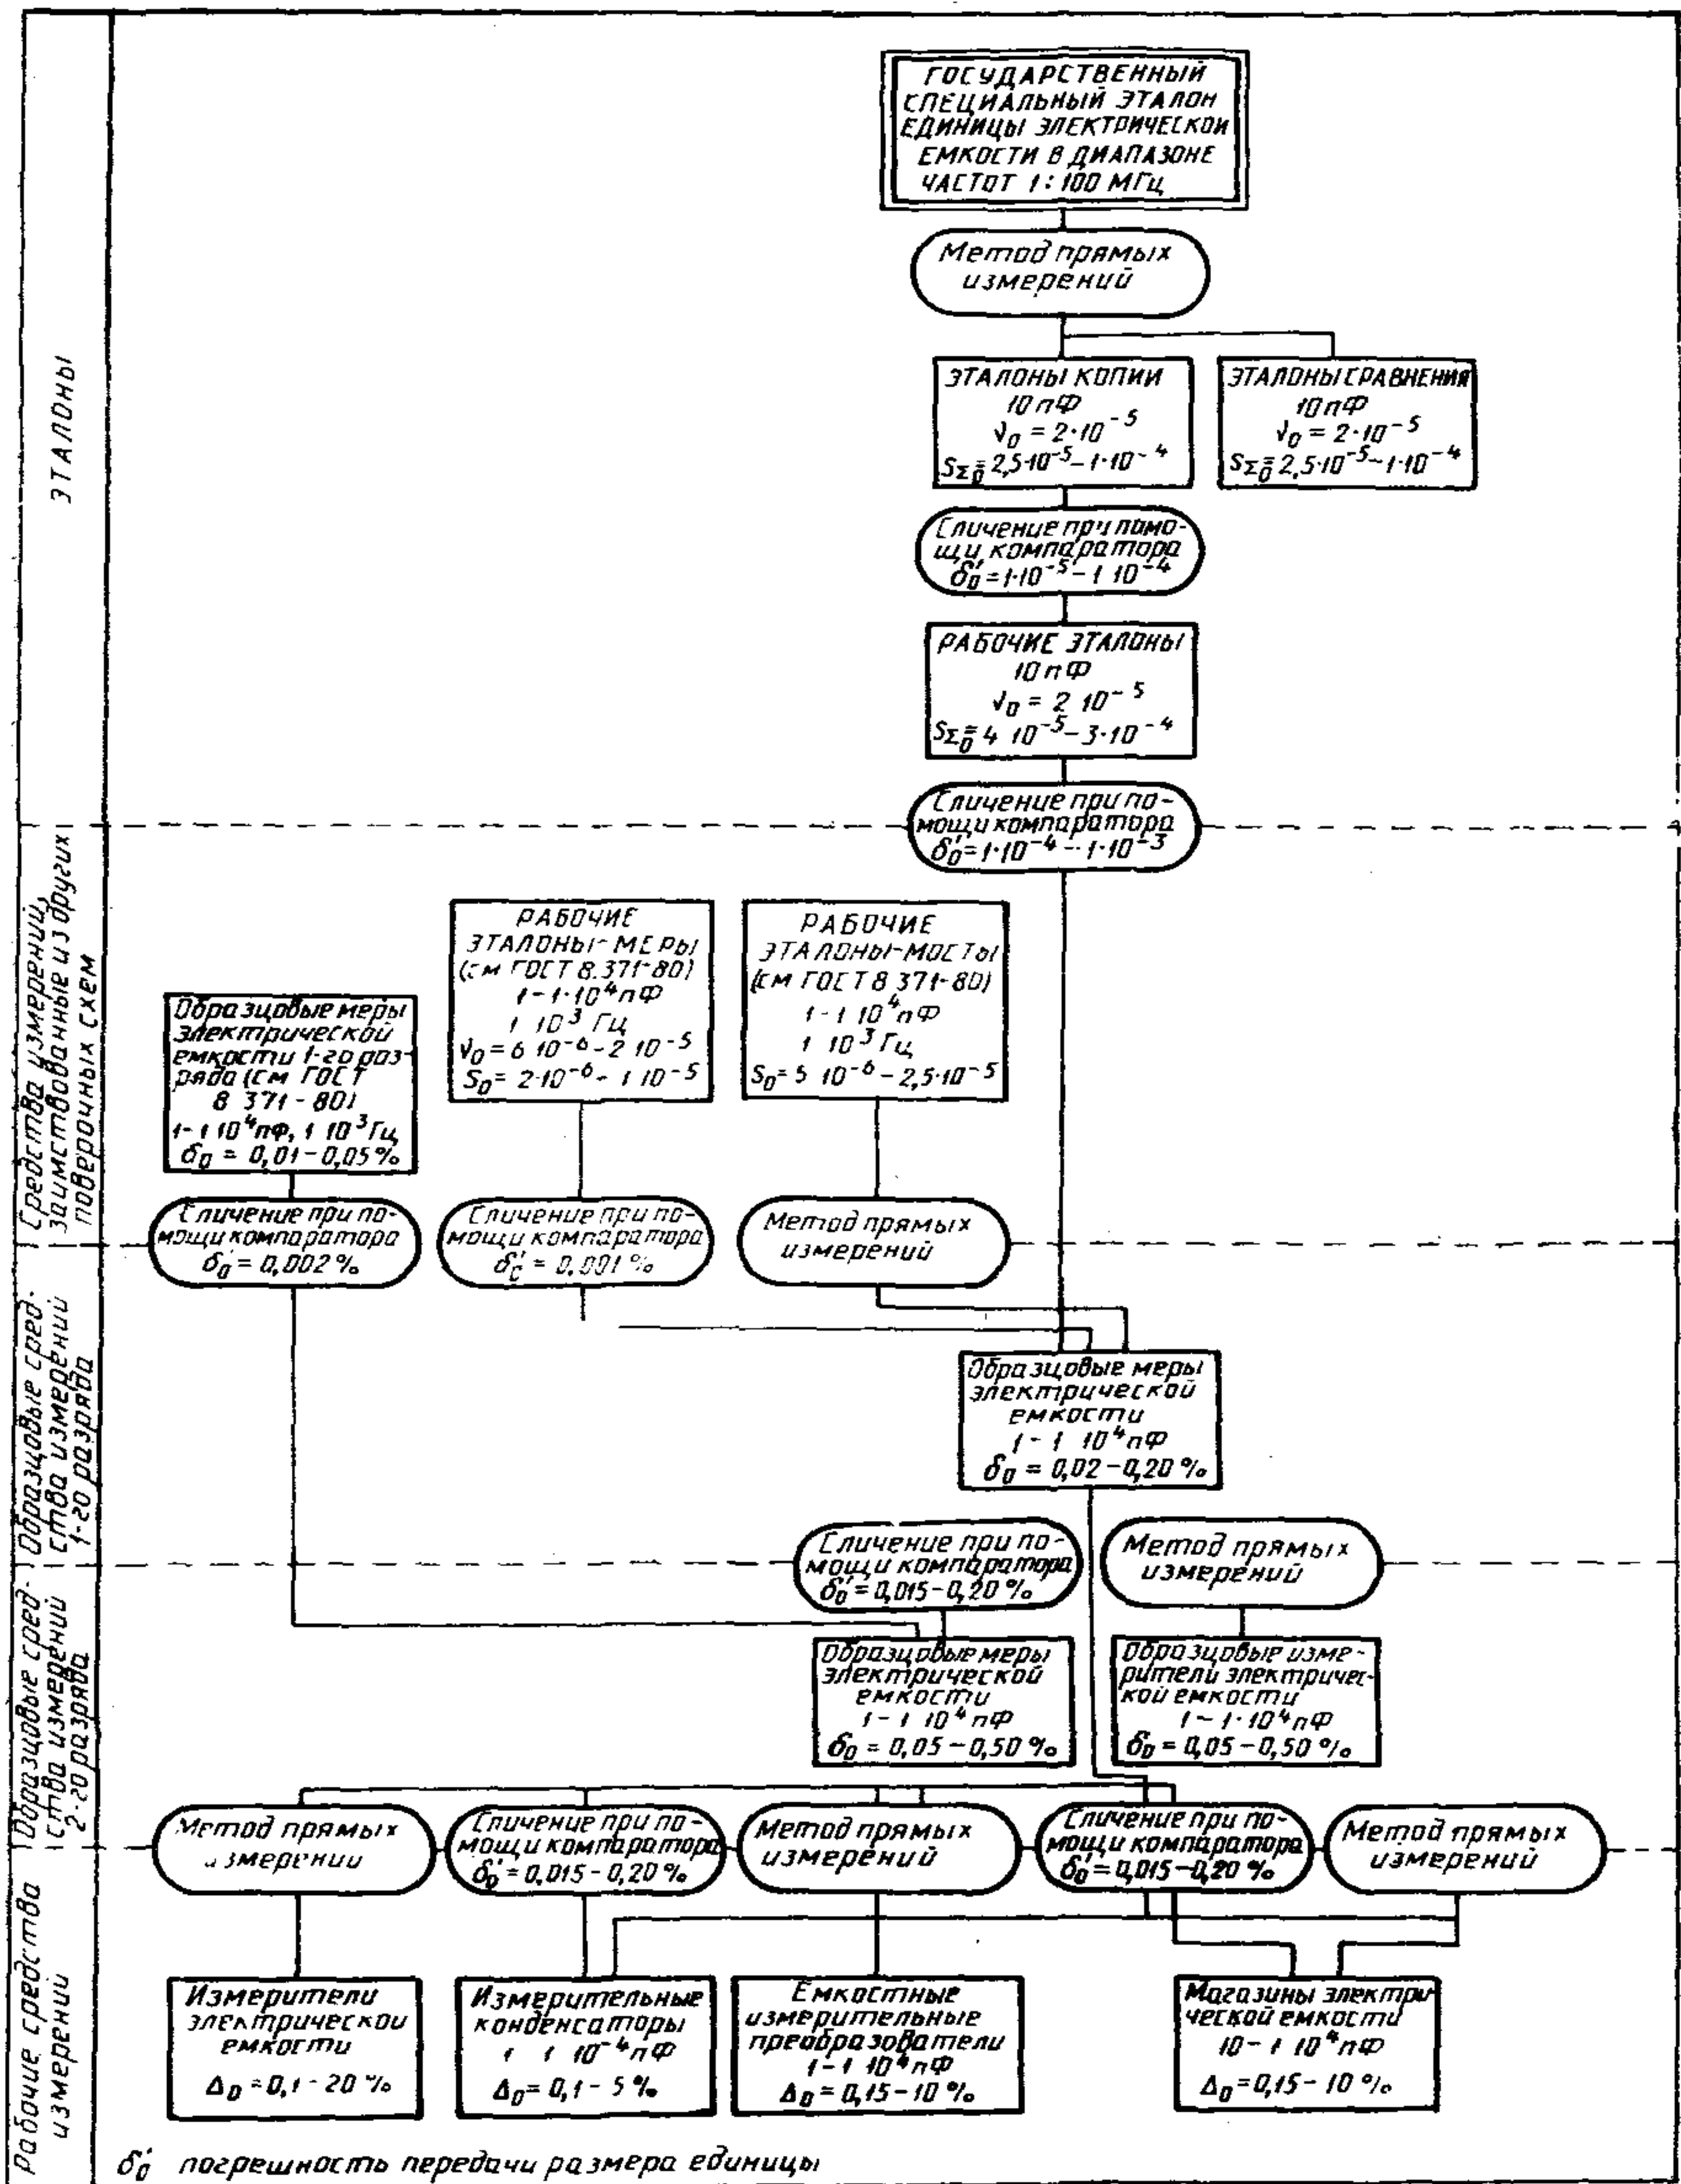 ГОСУДАРСТВЕННЫЙ
СПЕЦИАЛЬНЫЙ ЭТАЛОН
ЕДИНИЦЫ ЭЛЕКТРИЧЕСКОЙ
ЕМКОСТИ В ДИАПАЗОНЕ
ЧАСТОТ 1÷100 МГц
Метод прямых
измерений
ЭТАЛОНЫ
ЭТАЛОНЫ КОПИИ
10 пФ
ν₀ = 2·10⁻⁵
S_Σ₀ = 2,5·10⁻⁵ – 1·10⁻⁴
ЭТАЛОНЫ СРАВНЕНИЯ
10 пФ
ν₀ = 2·10⁻⁵
S_Σ₀ = 2,5·10⁻⁵ – 1·10⁻⁴
Сличение при помо-
щи компаратора
δ'₀ = 1·10⁻⁵ – 1 10⁻⁴
РАБОЧИЕ ЭТАЛОНЫ
10 пФ
ν₀ = 2 10⁻⁵
S_Σ₀ = 4 10⁻⁵ – 3·10⁻⁴
Сличение при по-
мощи компаратора
δ'₀ = 1·10⁻⁴ – 1·10⁻³
Средства измерений,
заимствованные из других
поверочных схем
Образцовые меры
электрической
емкости 1-го раз-
ряда (см ГОСТ
8 371 – 80)
1 – 1 10⁴ пФ, 1 10³ Гц
δ₀ = 0,01 – 0,05 %
РАБОЧИЕ
ЭТАЛОНЫ-МЕРЫ
(см ГОСТ 8.371-80)
1 – 1·10⁴ пФ
1 10³ Гц
ν₀ = 6 10⁻⁶ – 2 10⁻⁵
S₀ = 2·10⁻⁶ – 1 10⁻⁵
РАБОЧИЕ
ЭТАЛОНЫ-МОСТЫ
(см ГОСТ 8 371-80)
1 – 1 10⁴ пФ
1 10³ Гц
S₀ = 5 10⁻⁶ – 2,5·10⁻⁵
Сличение при по-
мощи компаратора
δ'₀ = 0,002 %
Сличение при по-
мощи компаратора
δ'₀ = 0,001 %
Метод прямых
измерений
Образцовые сред-
ства измерений
1-го разряда
Образцовые меры
электрической
емкости
1 – 1 10⁴ пФ
δ₀ = 0,02 – 0,20 %
Сличение при по-
мощи компаратора
δ'₀ = 0,015 – 0,20 %
Метод прямых
измерений
Образцовые сред-
ства измерений
2-го разряда
Образцовые меры
электрической
емкости
1 – 1 10⁴ пФ
δ₀ = 0,05 – 0,50 %
Образцовые изме-
рители электричес-
кой емкости
1 – 1·10⁴ пФ
δ₀ = 0,05 – 0,50 %
Метод прямых
измерении
Сличение при по-
мощи компаратора
δ'₀ = 0,015 – 0,20 %
Метод прямых
измерений
Сличение при по-
мощи компаратора
δ'₀ = 0,015 – 0,20 %
Метод прямых
измерений
Рабочие средства
измерений
Измерители
электрической
емкости
Δ₀ = 0,1 – 20 %
Измерительные
конденсаторы
1 1 10⁻⁴ пФ
Δ₀ = 0,1 – 5 %
Емкостные
измерительные
преобразователи
1 – 1 10⁴ пФ
Δ₀ = 0,15 – 10 %
Магазины электри
ческой емкости
10 – 1 10⁴ пФ
Δ₀ = 0,15 – 10 %
δ'₀ погрешность передачи размера единицы